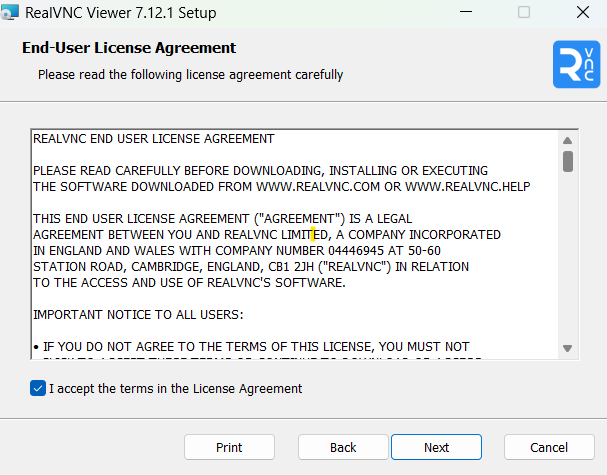 RealVNC Viewer 7.12.1 Setup
End-User License Agreement
Please read the following license agreement carefully
R
vnc
REALVNC END USER LICENSE AGREEMENT
PLEASE READ CAREFULLY BEFORE DOWNLOADING, INSTALLING OR EXECUTING
THE SOFTWARE DOWNLOADED FROM WWW.REALVNC.COM OR WWW.REALVNC.HELP
THIS END USER LICENSE AGREEMENT ("AGREEMENT") IS A LEGAL
AGREEMENT BETWEEN YOU AND REALVNC LIMITED, A COMPANY INCORPORATED
IN ENGLAND AND WALES WITH COMPANY NUMBER 04446945 AT 50-60
STATION ROAD, CAMBRIDGE, ENGLAND, CB1 2JH ("REALVNC") IN RELATION
TO THE ACCESS AND USE OF REALVNC'S SOFTWARE.
IMPORTANT NOTICE TO ALL USERS:
• IF YOU DO NOT AGREE TO THE TERMS OF THIS LICENSE, YOU MUST NOT
I accept the terms in the License Agreement
Print
Back
Next
Cancel